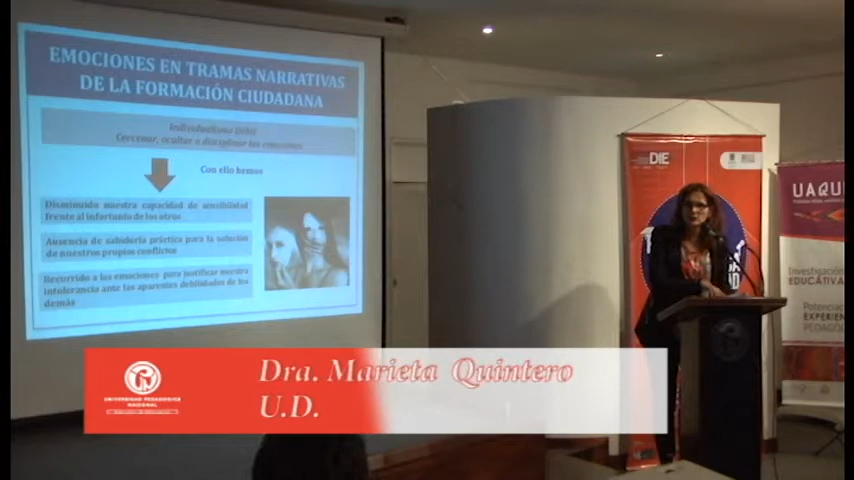 EMOCIONES EN TRAMAS NARRATIVAS
DE LA FORMACIÓN CIUDADANA
Individualismo Débil
Cercenar, ocultar o disciplinar las emociones
Con ello hemos
Disminuido nuestra capacidad de sensibilidad
frente al infortunio de los otros
Ausencia de sabiduría práctica para la solución
de nuestros propios conflictos
Recurrido a las emociones para justificar nuestra
intolerancia ante las aparentes debilidades de los
demás
DIE
UAQU
Investigación
EDUCATIVA
Potencia
EXPERIEN
PEDAGÓG
Dra. Marieta Quintero
U.D.
UNIVERSIDAD PEDAGOGICA
NACIONAL